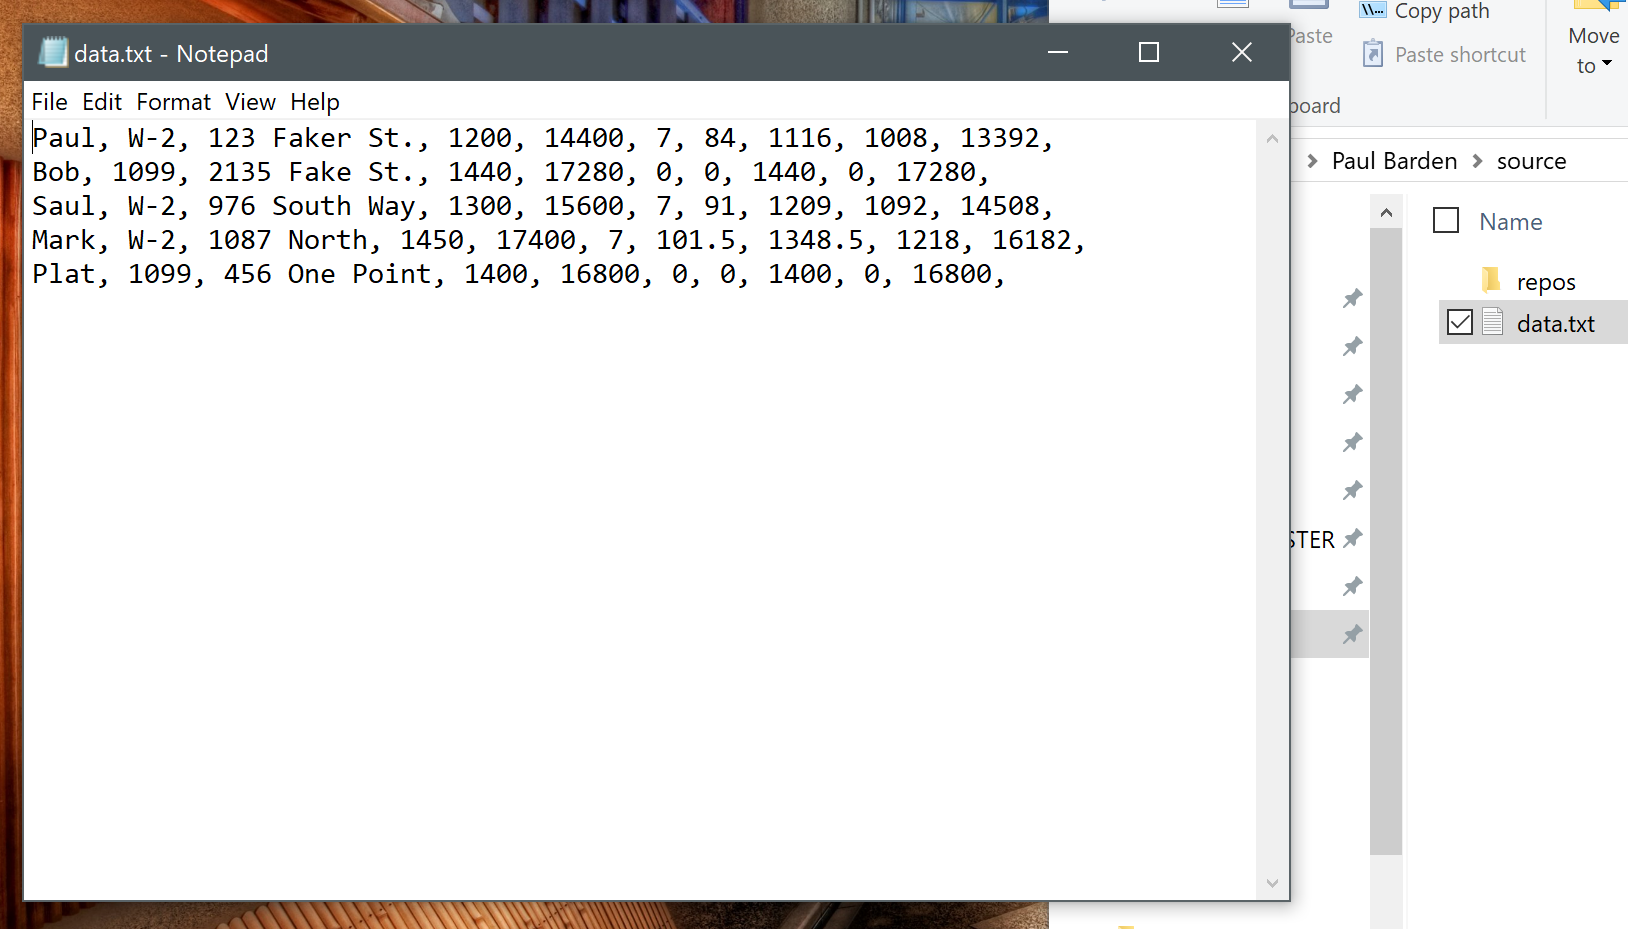 data.txt - Notepad
File Edit Format View Help
Paul, W-2, 123 Faker St., 1200, 14400, 7, 84, 1116, 1008, 13392,
Bob, 1099, 2135 Fake St., 1440, 17280, 0, 0, 1440, 0, 17280,
Saul, W-2, 976 South Way, 1300, 15600, 7, 91, 1209, 1092, 14508,
Mark, W-2, 1087 North, 1450, 17400, 7, 101.5, 1348.5, 1218, 16182,
Plat, 1099, 456 One Point, 1400, 16800, 0, 0, 1400, 0, 16800,
Copy path
Paste
Paste shortcut
Move
to
board
Paul Barden
source
Name
repos
data.txt
STER